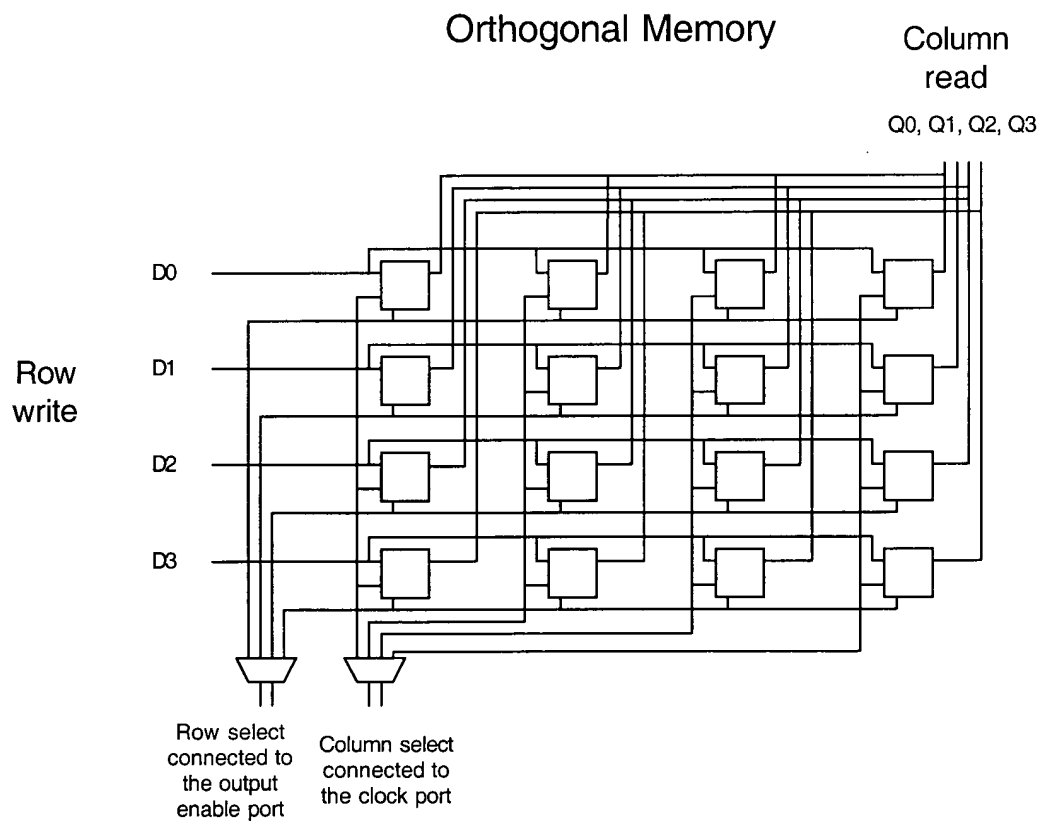 Orthogonal Memory
Column
read
Q0, Q1, Q2, Q3
D0
D1
Row
write
D2
D3
Row select
connected to
the output
enable port
Column select
connected to
the clock port